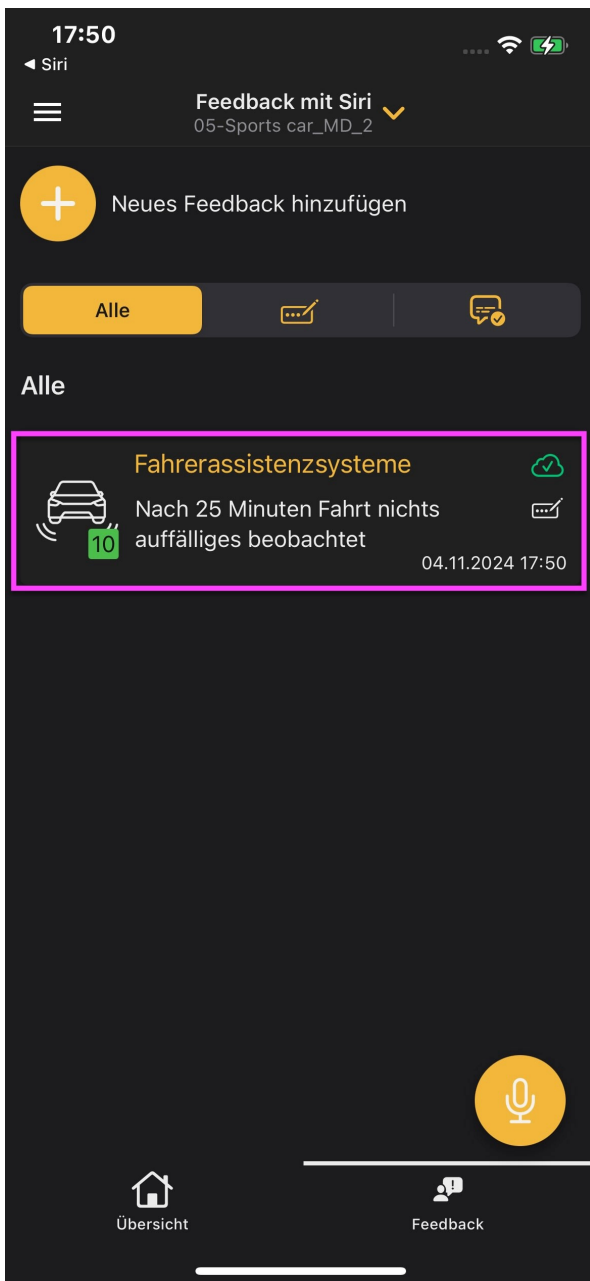 17:50
◀ Siri
Feedback mit Siri
05-Sports car_MD_2
Neues Feedback hinzufügen
Alle
Alle
Fahrerassistenzsysteme
Nach 25 Minuten Fahrt nichts
auffälliges beobachtet
10
04.11.2024 17:50
Übersicht
Feedback